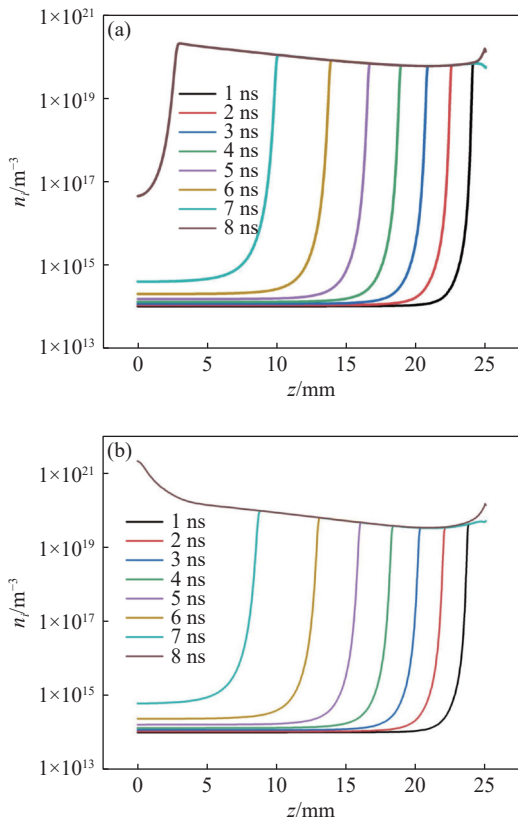 (a)
1×10²¹
1×10¹⁹
1×10¹⁷
1×10¹⁵
1×10¹³
nᵢ/m⁻³
1 ns
2 ns
3 ns
4 ns
5 ns
6 ns
7 ns
8 ns
0 5 10 15 20 25
z/mm
(b)
1×10²¹
1×10¹⁹
1×10¹⁷
1×10¹⁵
1×10¹³
nᵢ/m⁻³
1 ns
2 ns
3 ns
4 ns
5 ns
6 ns
7 ns
8 ns
0 5 10 15 20 25
z/mm